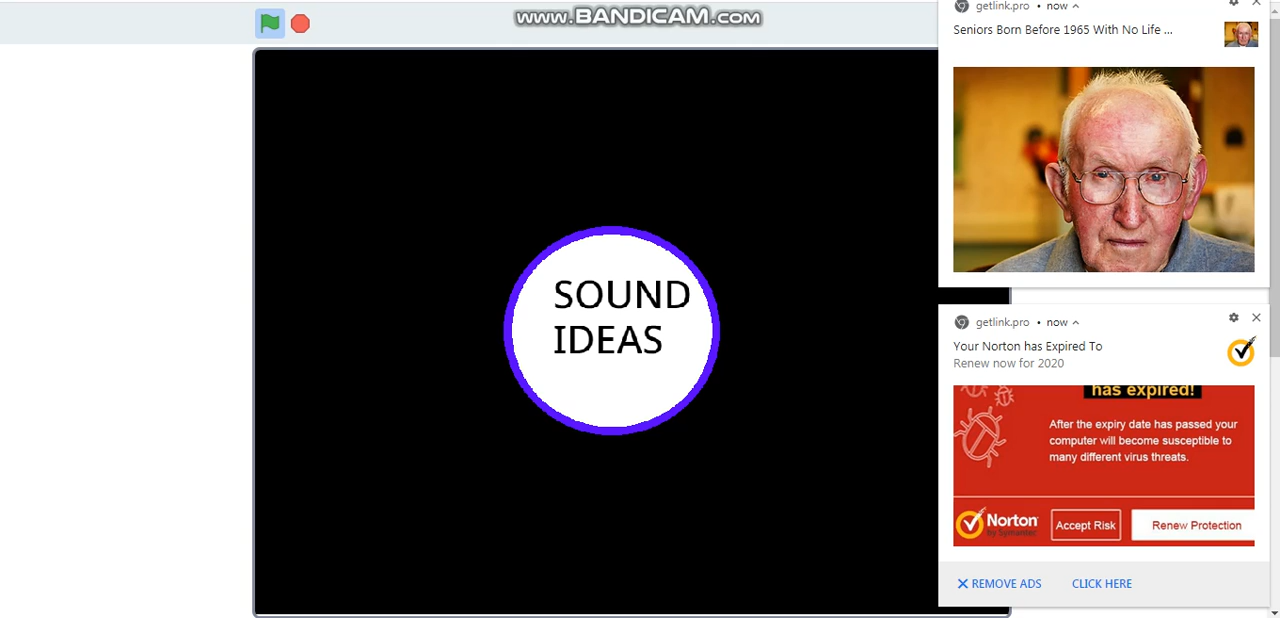 www.BANDICAM.com
SOUND
IDEAS
getlink.pro • now
Seniors Born Before 1965 With No Life ...
getlink.pro • now
Your Norton has Expired To
Renew now for 2020
has expired!
After the expiry date has passed your
computer will become susceptible to
many different virus threats.
Norton
by Symantec
Accept Risk
Renew Protection
REMOVE ADS
CLICK HERE